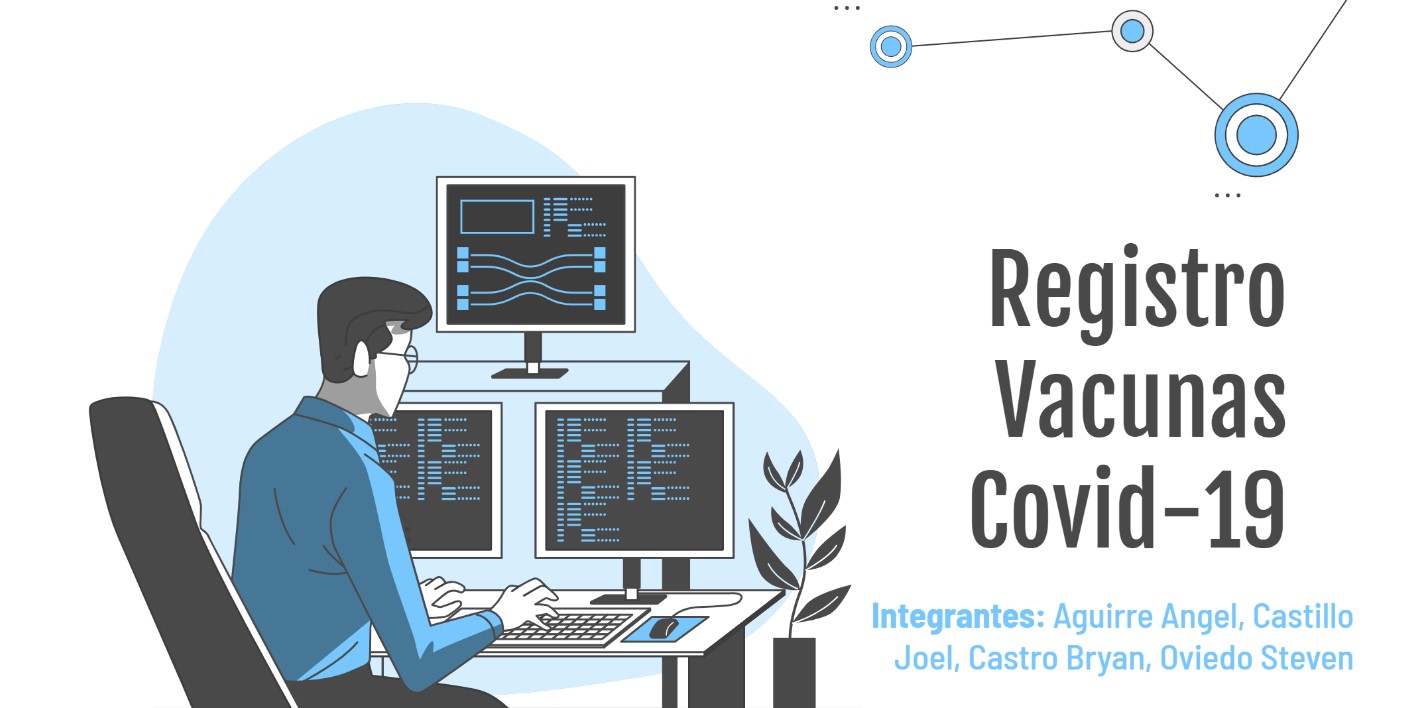 Registro
Vacunas
Covid-19
Integrantes: Aguirre Angel, Castillo
Joel, Castro Bryan, Oviedo Steven